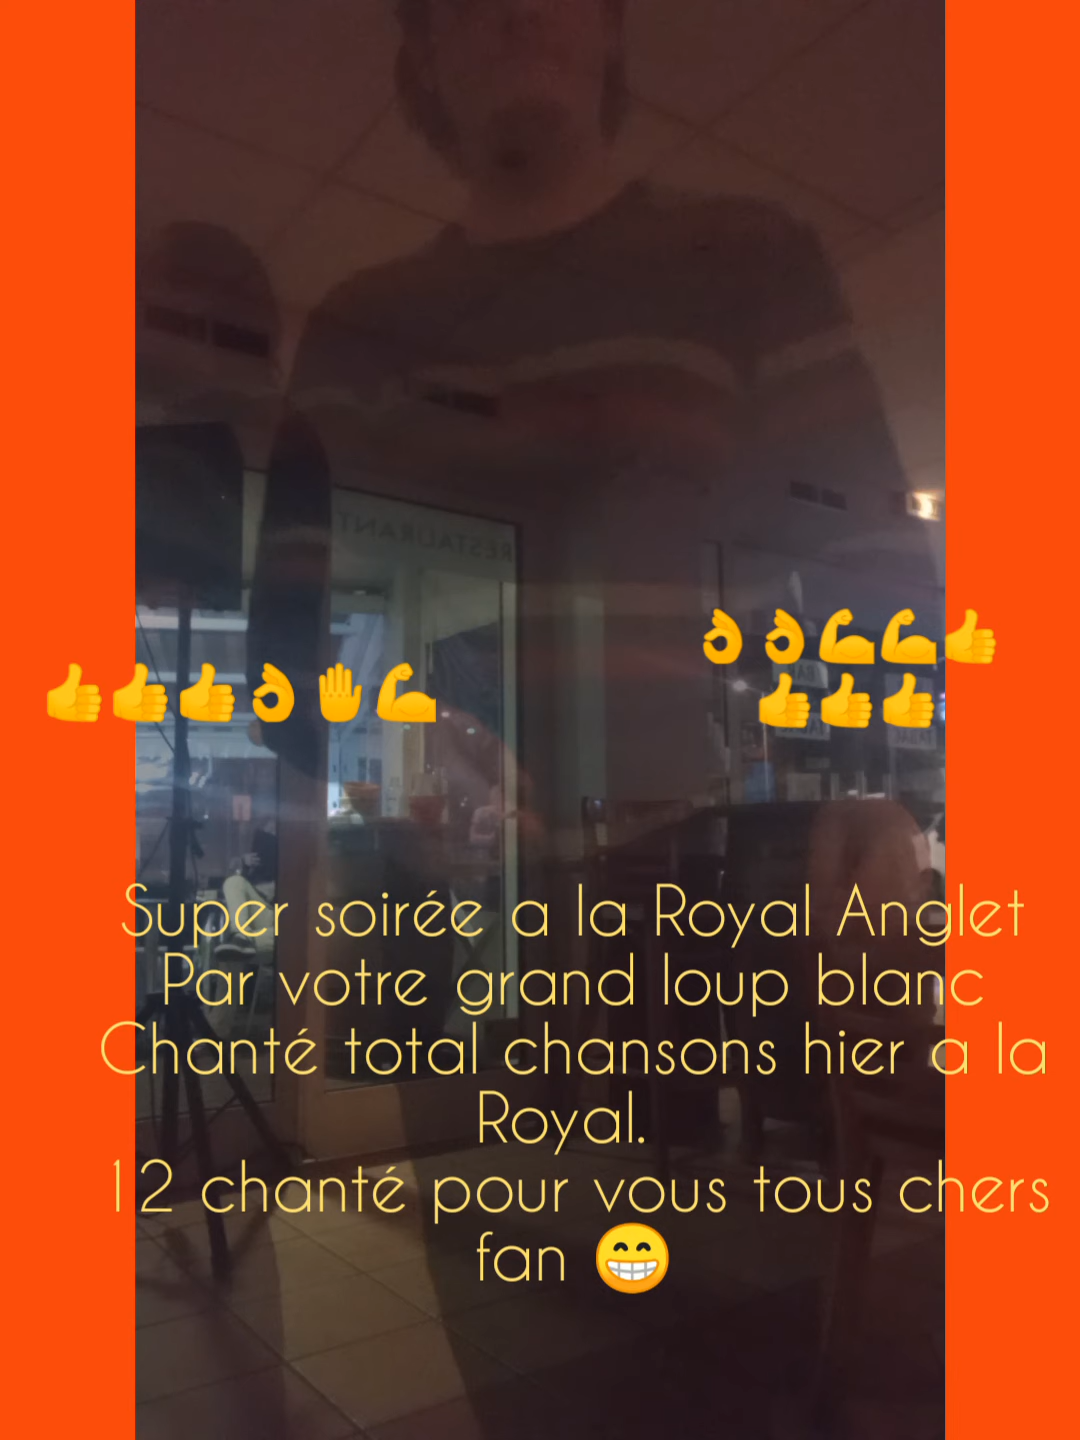 RESTAURANT
👌👌💪💪👍
👍👍👍👌🤚💪
👍👍👍
Super soirée a la Royal Anglet
Par votre grand loup blanc
Chanté total chansons hier a la
Royal.
12 chanté pour vous tous chers
fan 😁